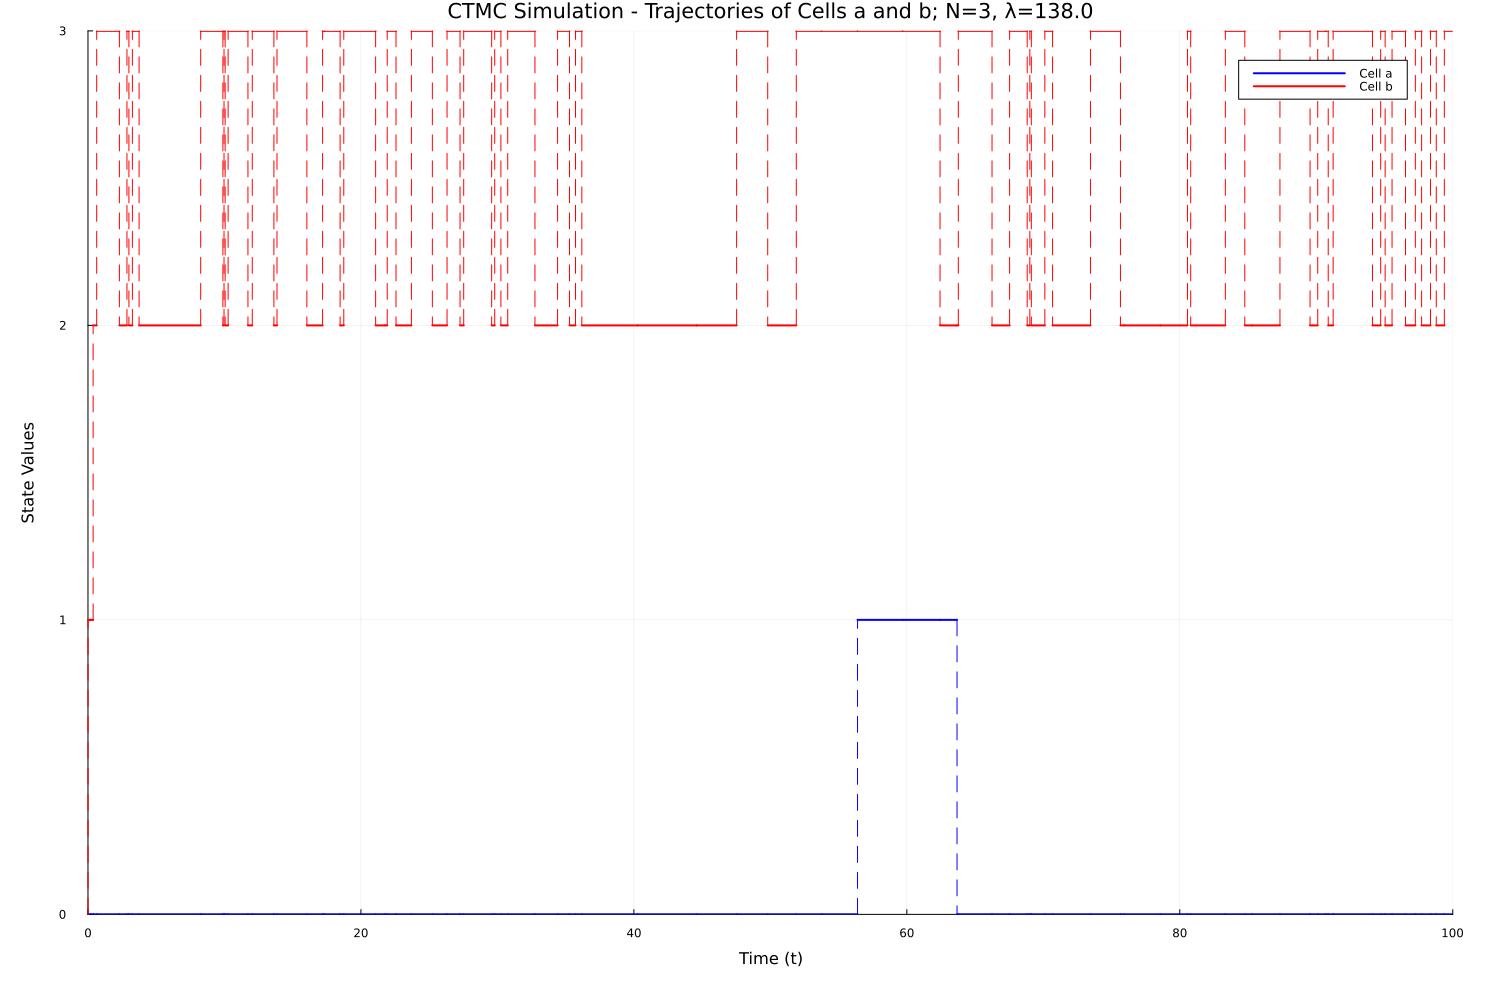 CTMC Simulation - Trajectories of Cells a and b; N=3, λ=138.0
3
Cell a
Cell b
2
State Values
1
0
0 20 40 60 80 100
Time (t)